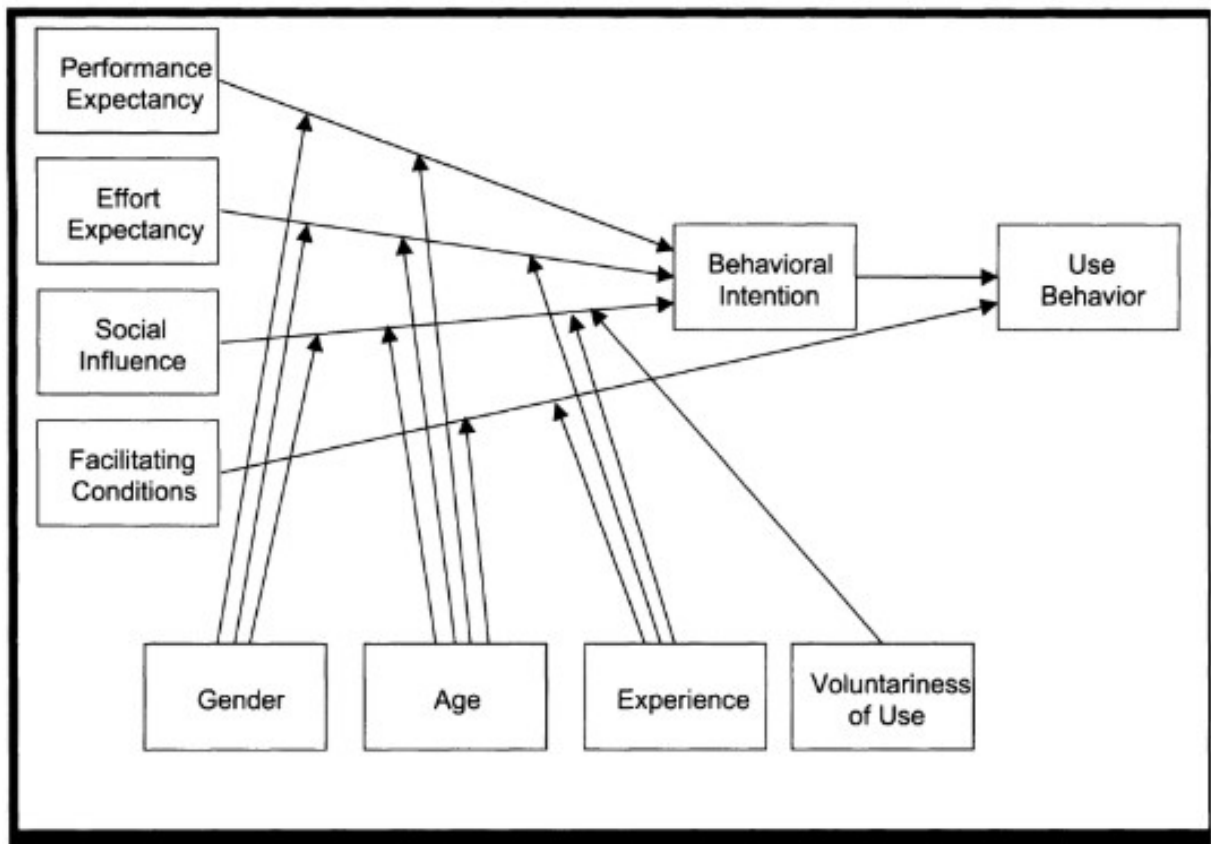 Performance
Expectancy
Effort
Expectancy
Social
Influence
Facilitating
Conditions
Behavioral
Intention
Use
Behavior
Gender
Age
Experience
Voluntariness
of Use